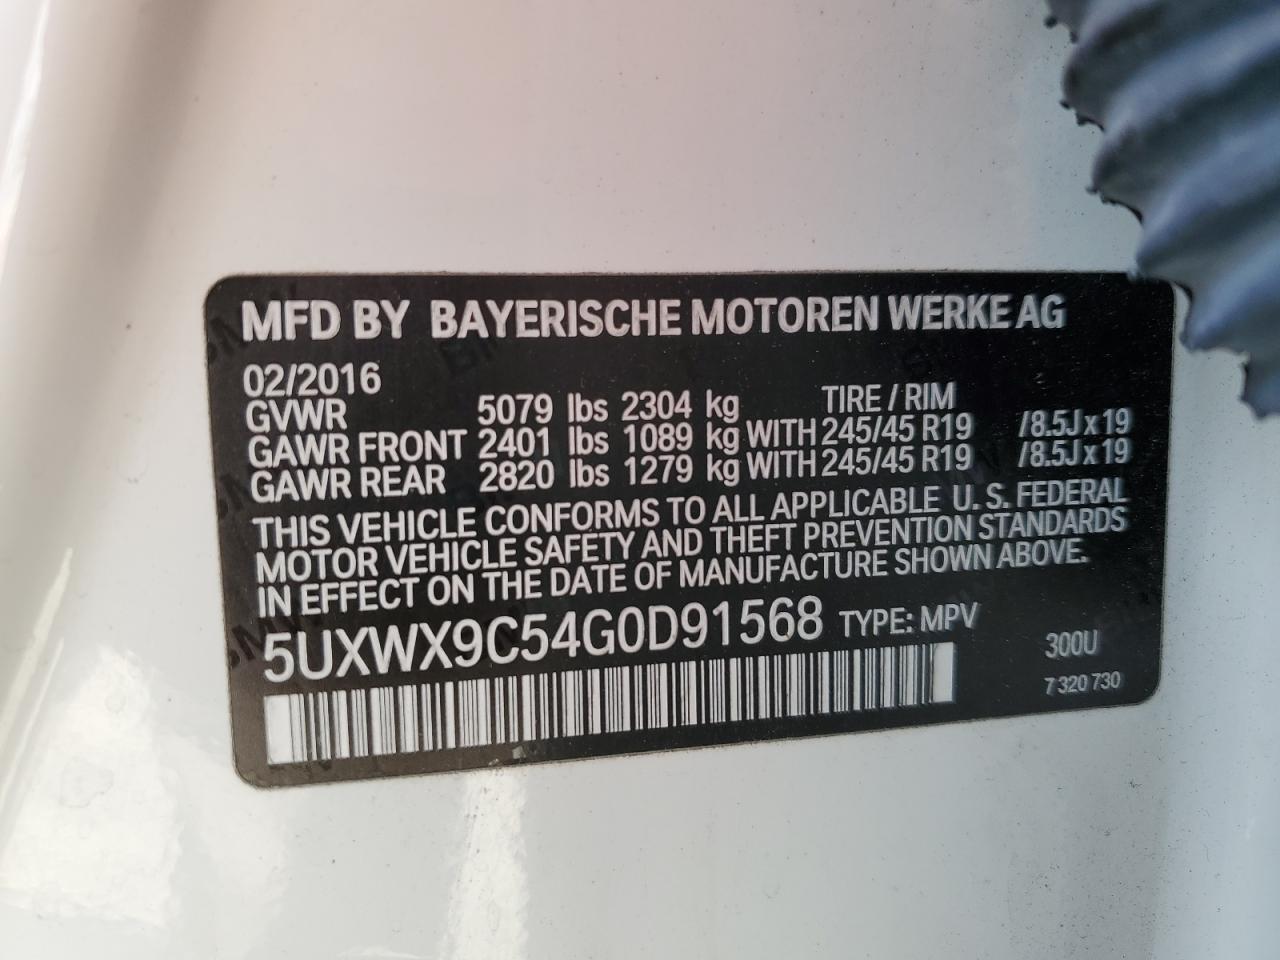 MFD BY BAYERISCHE MOTOREN WERKE AG
02/2016
GVWR 5079 lbs 2304 kg TIRE / RIM
GAWR FRONT 2401 lbs 1089 kg WITH 245/45 R19 /8.5J x 19
GAWR REAR 2820 lbs 1279 kg WITH 245/45 R19 /8.5J x 19
THIS VEHICLE CONFORMS TO ALL APPLICABLE U. S. FEDERAL
MOTOR VEHICLE SAFETY AND THEFT PREVENTION STANDARDS
IN EFFECT ON THE DATE OF MANUFACTURE SHOWN ABOVE.
5UXWX9C54G0D91568 TYPE: MPV
300U
7 320 730